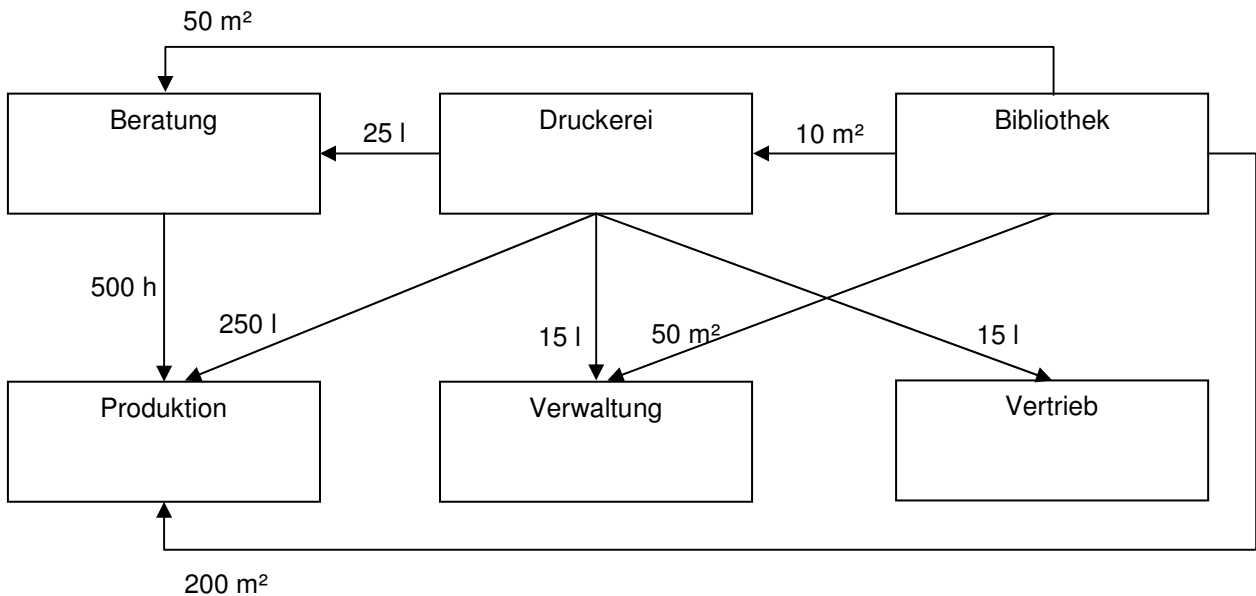 50 m²
Beratung
Druckerei
Bibliothek
25 l
10 m²
500 h
250 l
15 l
50 m²
15 l
Produktion
Verwaltung
Vertrieb
200 m²